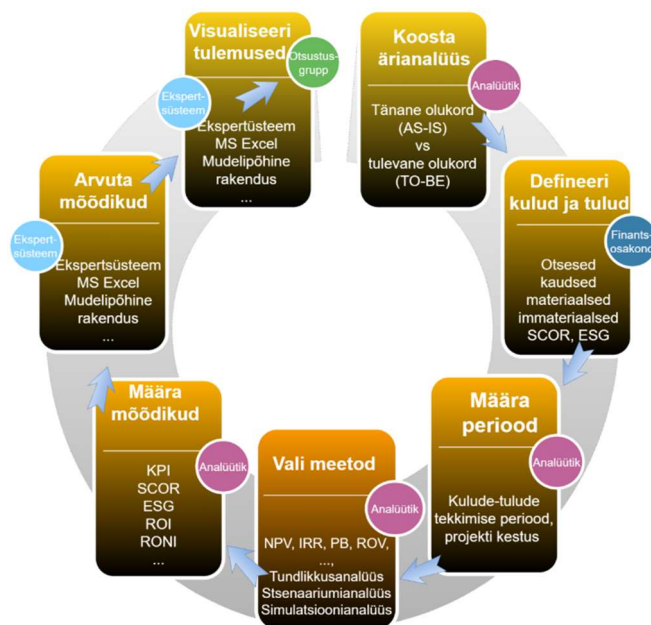 Koosta
ärianalüüs
Analüütik
Tänane olukord
(AS-IS)
vs
tulevane olukord
(TO-BE)
Defineeri
kulud ja tulud
Finants-
osakond
Otsesed
kaudsed
materiaalsed
immateriaalsed
SCOR, ESG
Määra
periood
Analüütik
Kulude-tulude
tekkimise periood,
projekti kestus
Vali meetod
Analüütik
NPV, IRR, PB, ROV,
...,
Tundlikkusanalüüs
Stsenaariumianalüüs
Simulatsioonianalüüs
Määra
mõõdikud
Analüütik
KPI
SCOR
ESG
ROI
RONI
...
Arvuta
mõõdikud
Ekspert-
süsteem
Ekspertsüsteem
MS Excel
Mudelipõhine
rakendus
...
Visualiseeri
tulemused
Otsustus-
grupp
Ekspert-
süsteem
Ekspertüsteem
MS Excel
Mudelipõhine
rakendus
...